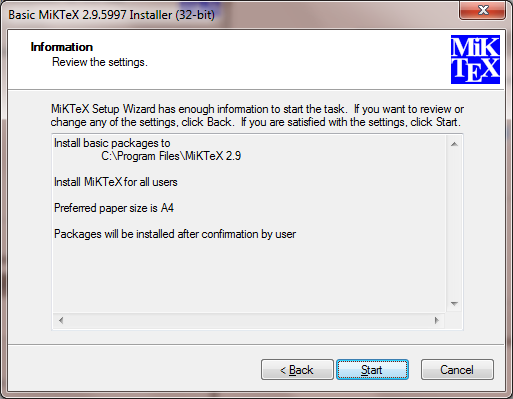 Basic MiKTeX 2.9.5997 Installer (32-bit)
Information
Review the settings.
MiK
TEX
MiKTeX Setup Wizard has enough information to start the task. If you want to review or
change any of the settings, click Back. If you are satisfied with the settings, click Start.
Install basic packages to
C:\Program Files\MiKTeX 2.9
Install MiKTeX for all users
Preferred paper size is A4
Packages will be installed after confirmation by user
< Back
Start
Cancel